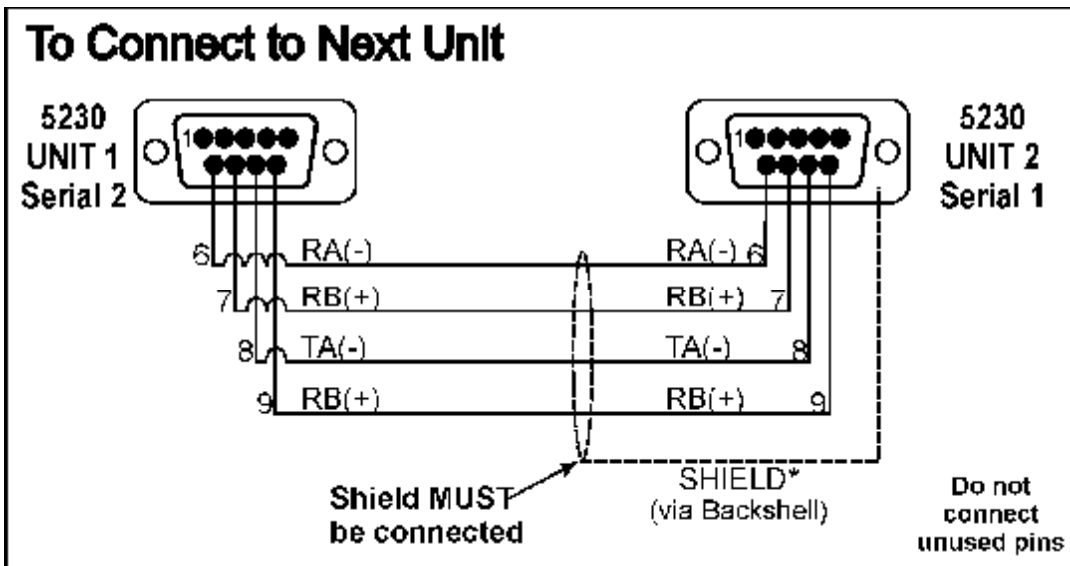 To Connect to Next Unit
5230
UNIT 1
Serial 2
1
1
5230
UNIT 2
Serial 1
6 RA(-) RA(-) 6
7 RB(+) RB(+) 7
8 TA(-) TA(-) 8
9 RB(+) RB(+) 9
Shield MUST
be connected
SHIELD*
(via Backshell)
Do not
connect
unused pins